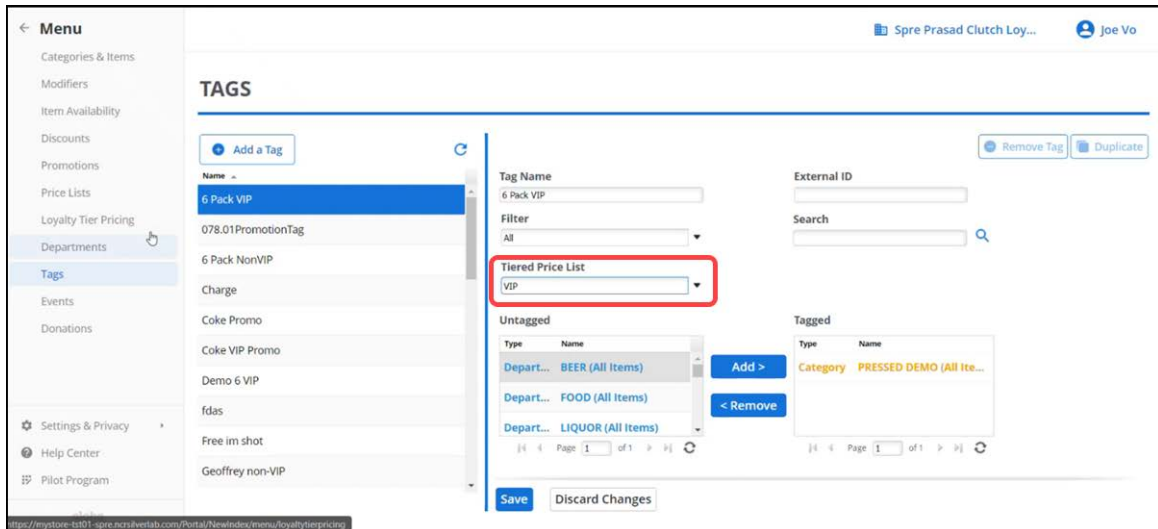 Menu
Categories & Items
Modifiers
Item Availability
Discounts
Promotions
Price Lists
Loyalty Tier Pricing
Departments
Tags
Events
Donations
Settings & Privacy
Help Center
Pilot Program
https://mystore-tst01-spre.ncrsilverlab.com/Portal/NewIndex/menu/loyaltytierpricing
Spre Prasad Clutch Loy...
Joe Vo
TAGS
Add a Tag
Name
6 Pack VIP
078.01PromotionTag
6 Pack NonVIP
Charge
Coke Promo
Coke VIP Promo
Demo 6 VIP
fdas
Free im shot
Geoffrey non-VIP
Remove Tag
Duplicate
Tag Name
6 Pack VIP
External ID
Filter
All
Search
Tiered Price List
VIP
Untagged
Type Name
Depart... BEER (All Items)
Depart... FOOD (All Items)
Depart... LIQUOR (All Items)
Page 1 of 1
Add >
< Remove
Tagged
Type Name
Category PRESSED DEMO (All Ite...
Page 1 of 1
Save
Discard Changes